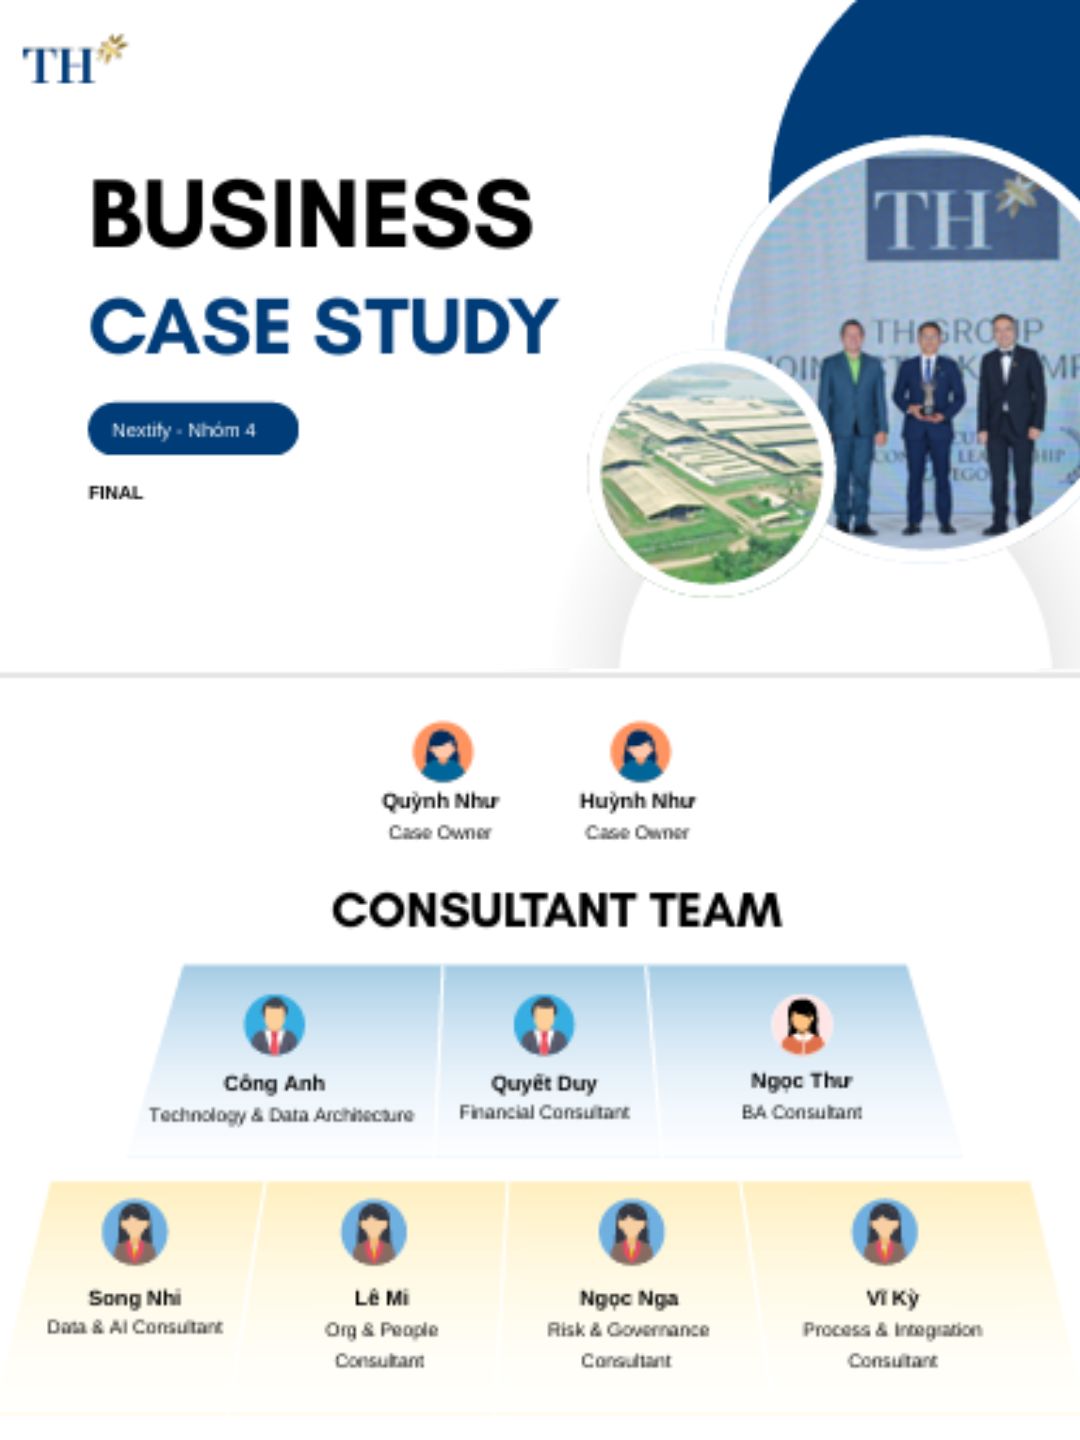 TH
BUSINESS
CASE STUDY
Nextify - Nhóm 4
FINAL
TH
TH GROUP
Quỳnh Như
Case Owner
Huỳnh Như
Case Owner
CONSULTANT TEAM
Công Anh
Technology & Data Architecture
Quyết Duy
Financial Consultant
Ngọc Thư
BA Consultant
Song Nhi
Data & AI Consultant
Lê Mi
Org & People
Consultant
Ngọc Nga
Risk & Governance
Consultant
Vĩ Kỳ
Process & Integration
Consultant